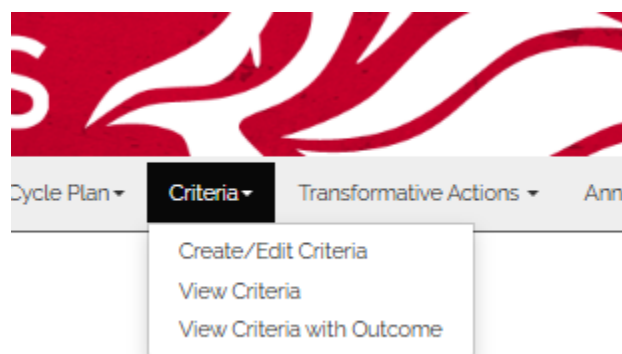 S
Cycle Plan Criteria Transformative Actions Ann
Create/Edit Criteria
View Criteria
View Criteria with Outcome